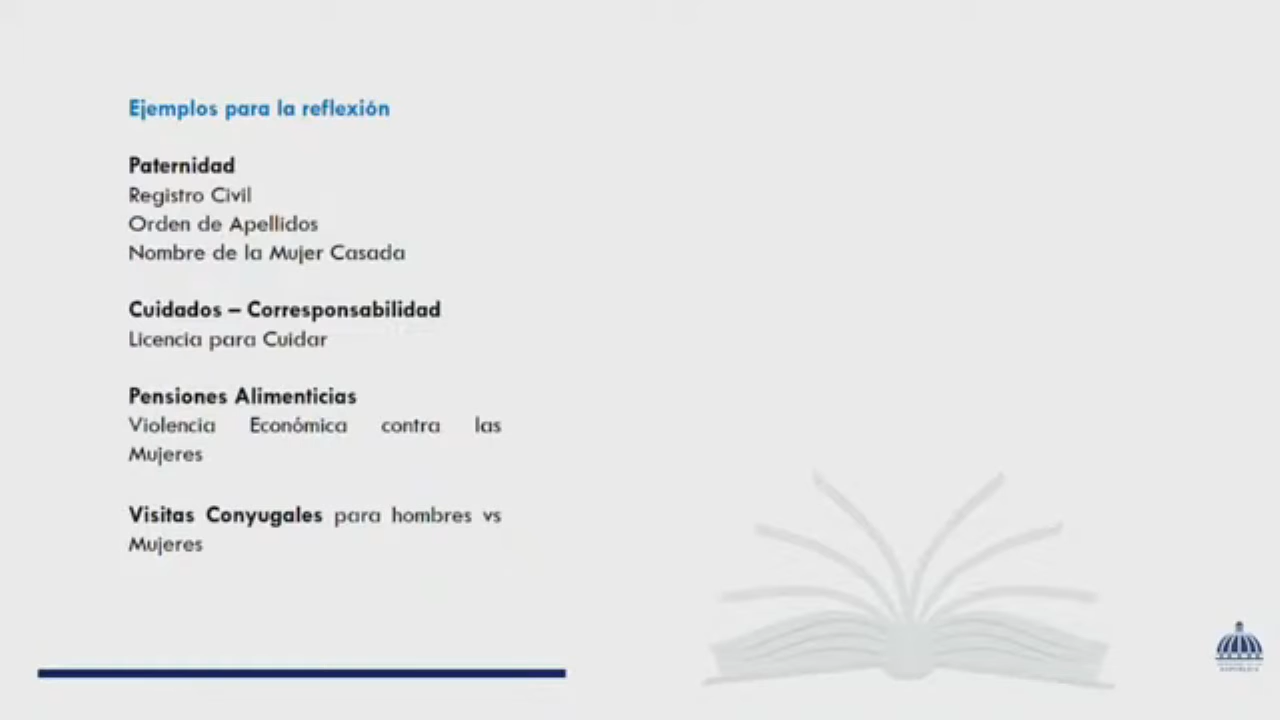 Ejemplos para la reflexión
Paternidad
Registro Civil
Orden de Apellidos
Nombre de la Mujer Casada
Cuidados – Corresponsabilidad
Licencia para Cuidar
Pensiones Alimenticias
Violencia Económica contra las
Mujeres
Visitas Conyugales para hombres vs
Mujeres